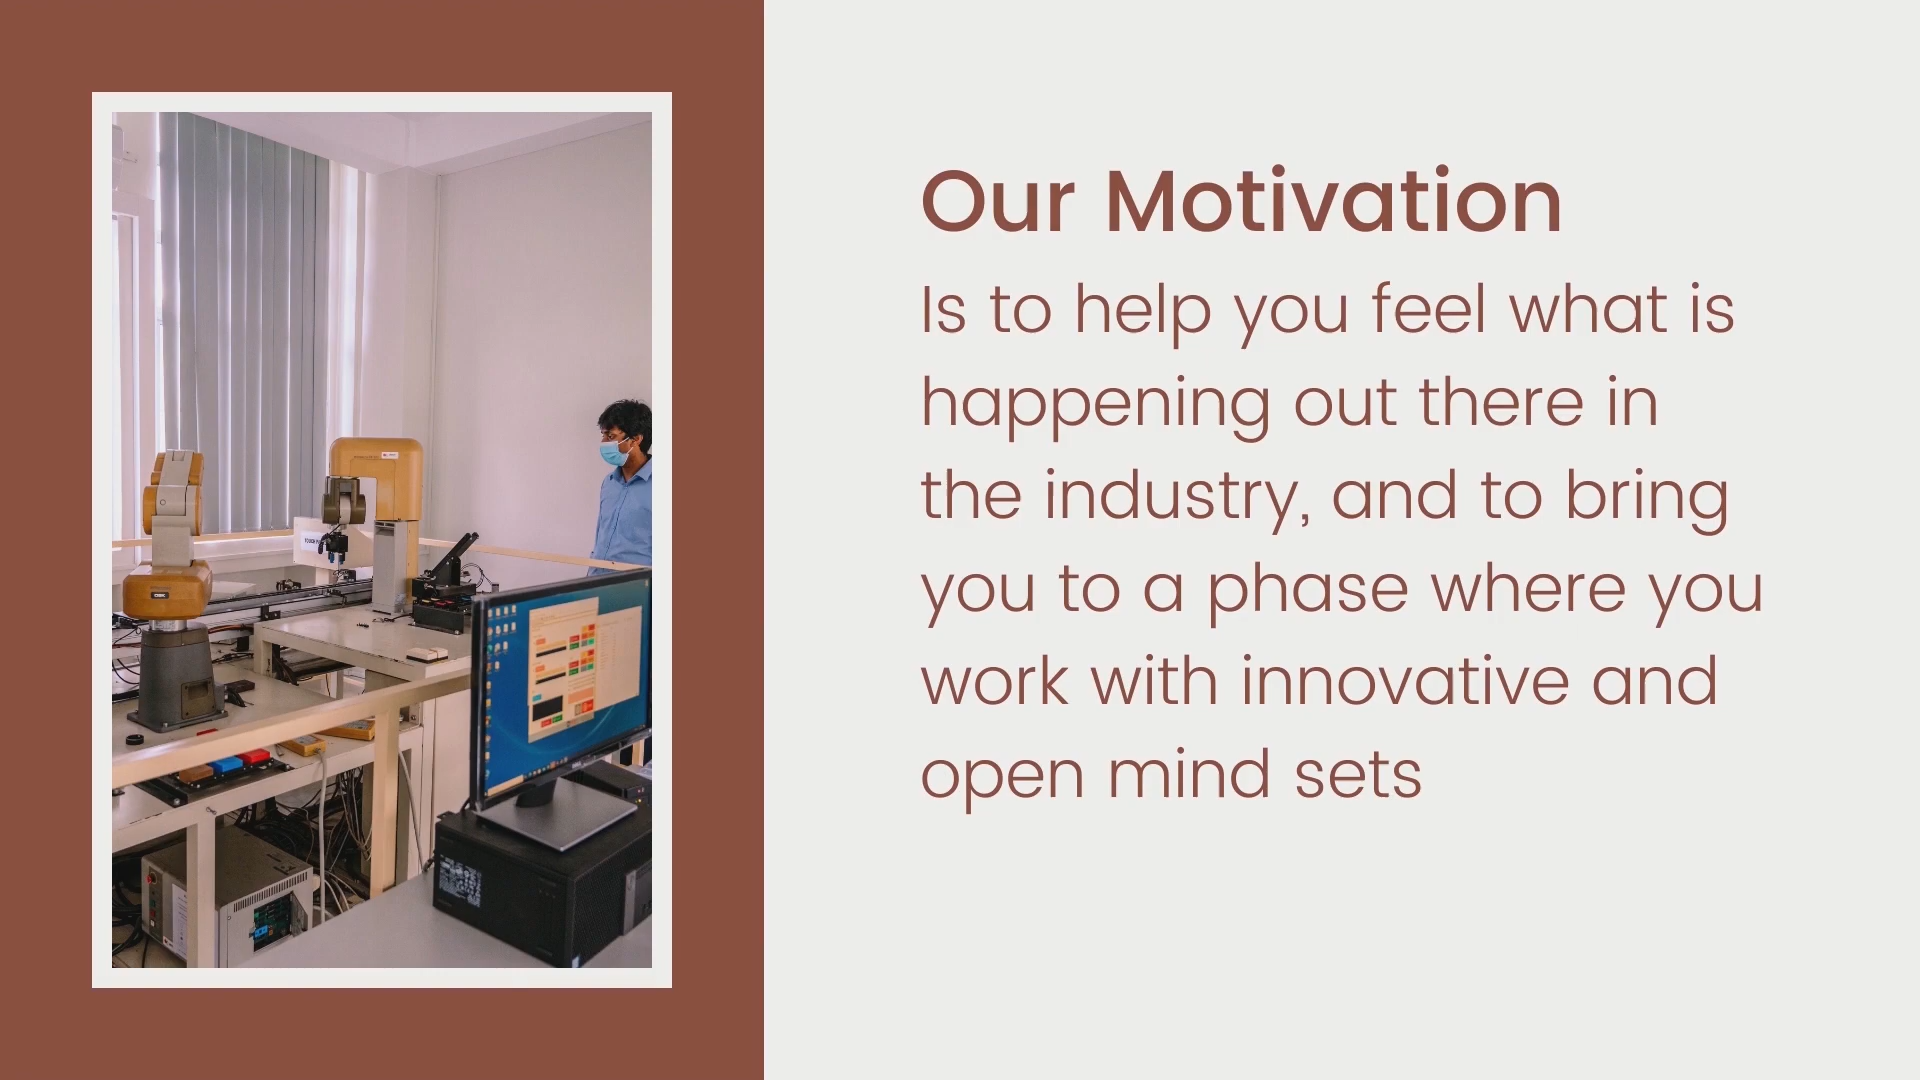 Our Motivation
Is to help you feel what is
happening out there in
the industry, and to bring
you to a phase where you
work with innovative and
open mind sets